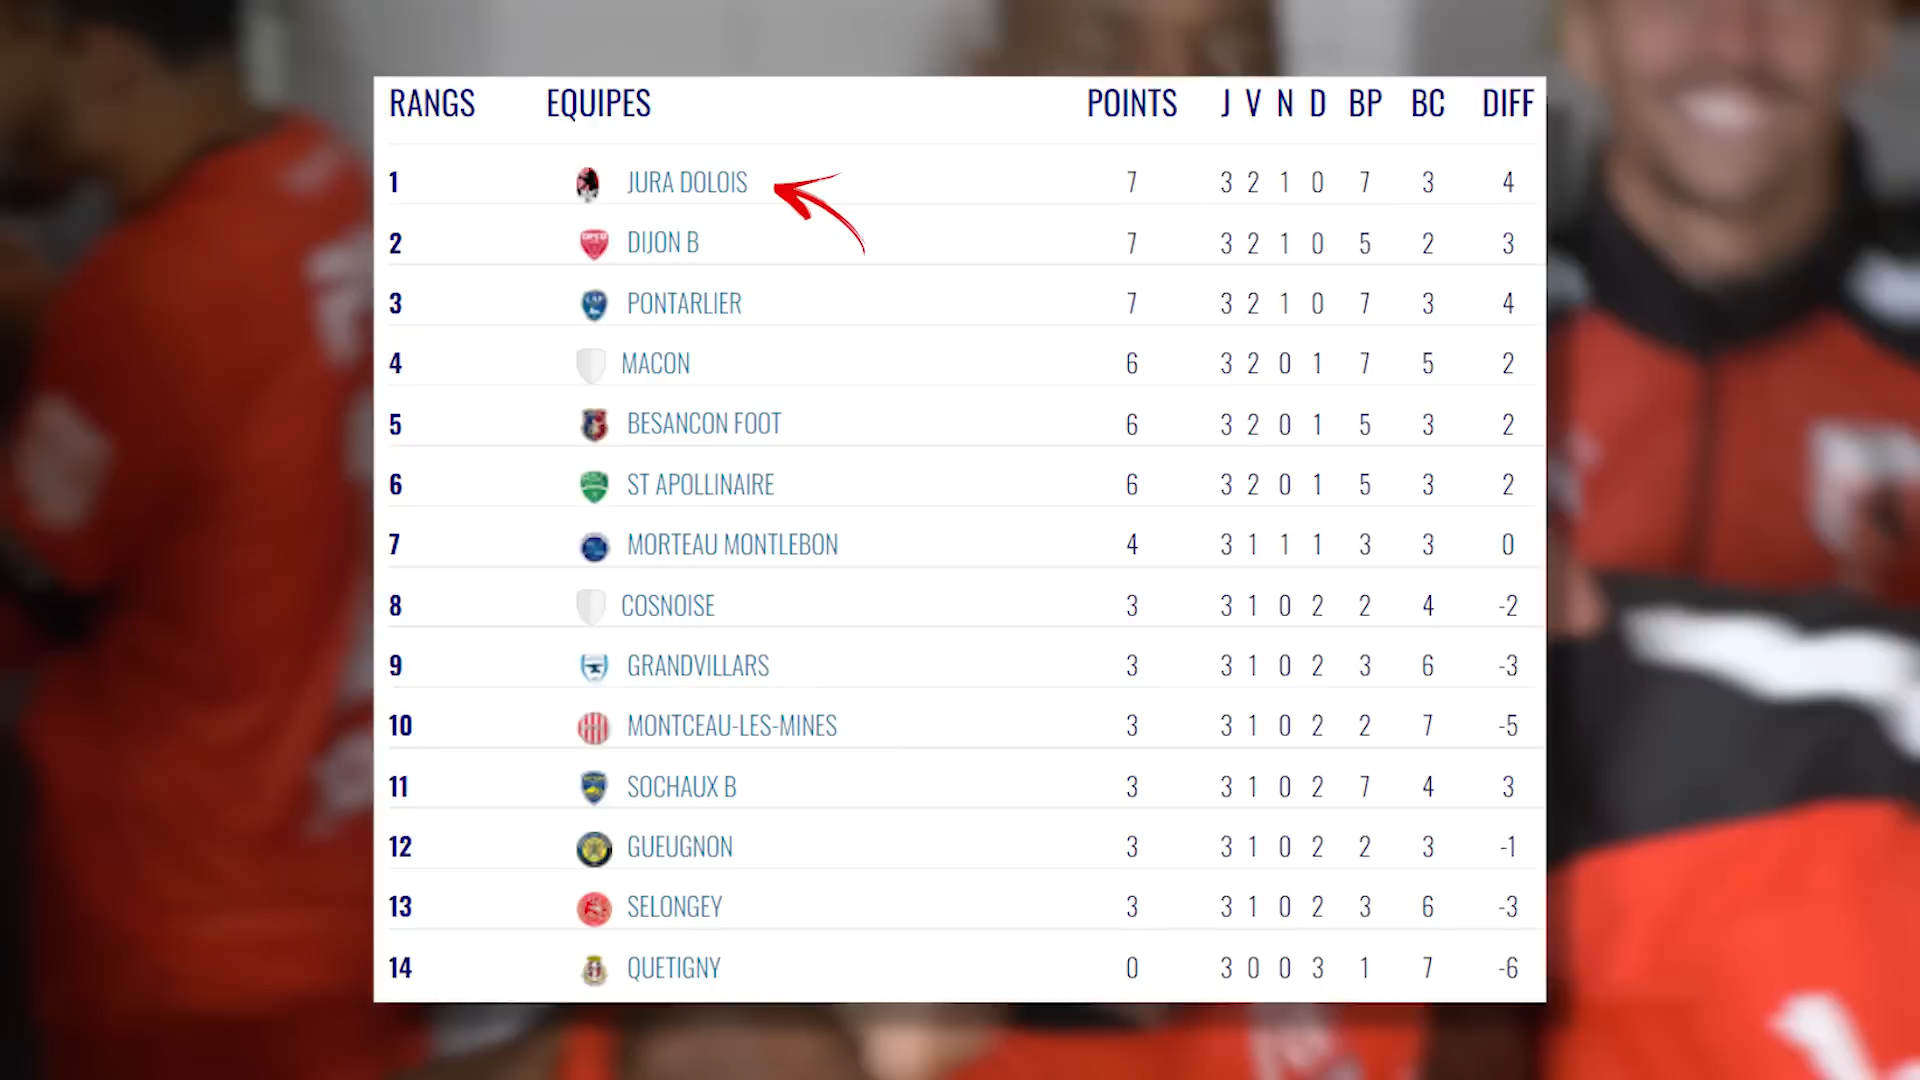 RANGS EQUIPES POINTS J V N D BP BC DIFF
1 JURA DOLOIS 7 3 2 1 0 7 3 4
2 DIJON B 7 3 2 1 0 5 2 3
3 PONTARLIER 7 3 2 1 0 7 3 4
4 MACON 6 3 2 0 1 7 5 2
5 BESANCON FOOT 6 3 2 0 1 5 3 2
6 ST APOLLINAIRE 6 3 2 0 1 5 3 2
7 MORTEAU MONTLEBON 4 3 1 1 1 3 3 0
8 COSNOISE 3 3 1 0 2 2 4 -2
9 GRANDVILLARS 3 3 1 0 2 3 6 -3
10 MONTCEAU-LES-MINES 3 3 1 0 2 2 7 -5
11 SOCHAUX B 3 3 1 0 2 7 4 3
12 GUEUGNON 3 3 1 0 2 2 3 -1
13 SELONGEY 3 3 1 0 2 3 6 -3
14 QUETIGNY 0 3 0 0 3 1 7 -6